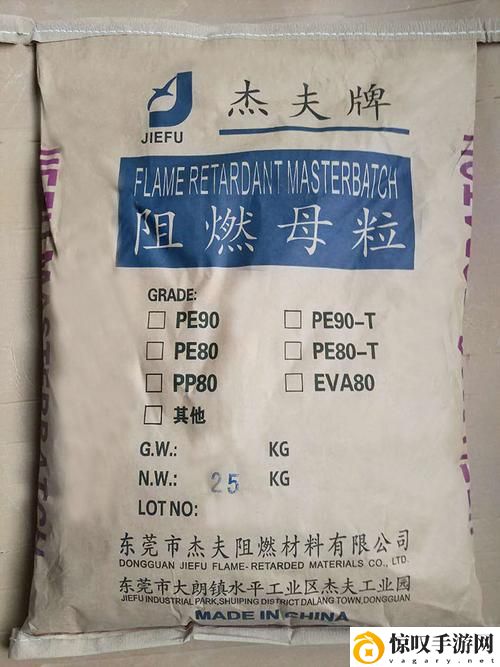 JIEFU
杰夫牌
FLAME RETARDANT MASTERBATCH
阻燃母粒
GRADE:
PE90 PE90-T
PE80 PE80-T
PP80 EVA80
其他
G.W.: KG
N.W.: 25 KG
LOT NO:
东莞市杰夫阻燃材料有限公司
DONGGUAN JIEFU FLAME-RETARDED MATERIALS CO., LTD.
东莞市大朗镇水平工业区杰夫工业园
JIEFU INDUSTRIAL PARK,SHUIPING DISTRICT DALANG TOWN,DONGGUAN
MADE IN CHINA
惊叹手游网
vagary.net